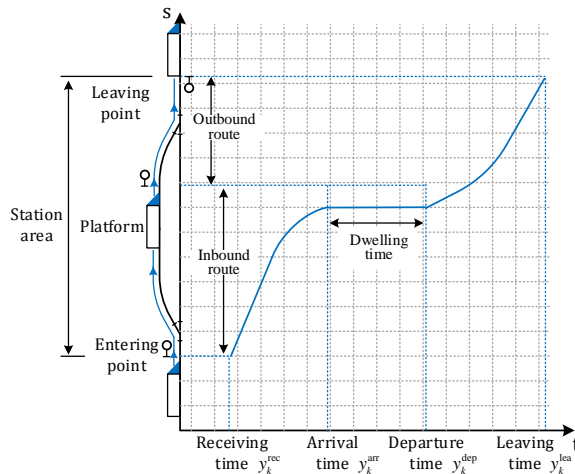 S
Leaving
point
Outbound
route
Station
area
Platform
Inbound
route
Dwelling
time
Entering
point
t
Receiving
time y_k^rec
Arrival
time y_k^arr
Departure
time y_k^dep
Leaving
time y_k^lea